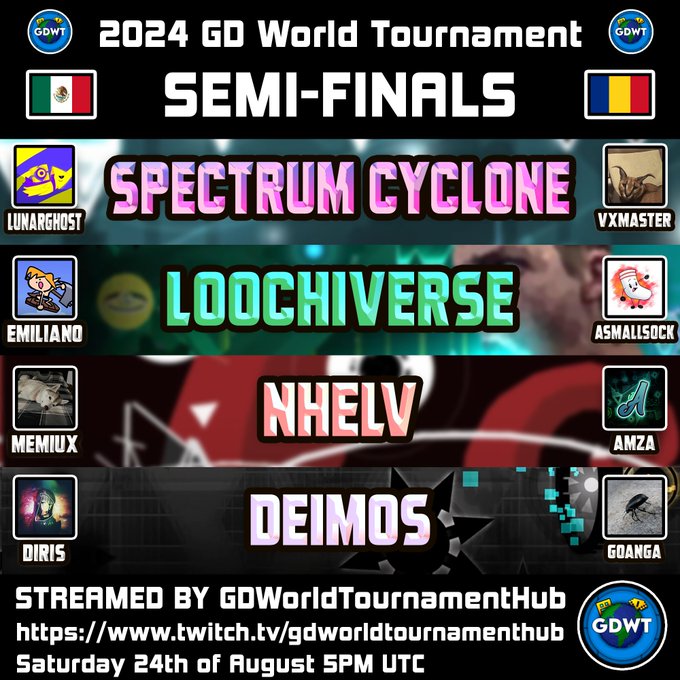 GDWT
2024 GD World Tournament
GDWT
SEMI-FINALS
SPECTRUM CYCLONE
LUNARGHOST
VXMASTER
LOOCHIVERSE
EMILIANO
ASMALLSOCK
NHELV
MEMIUX
AMZA
DEIMOS
DIRIS
GOANGA
STREAMED BY GDWorldTournamentHub
https://www.twitch.tv/gdworldtournamenthub
Saturday 24th of August 5PM UTC
GDWT